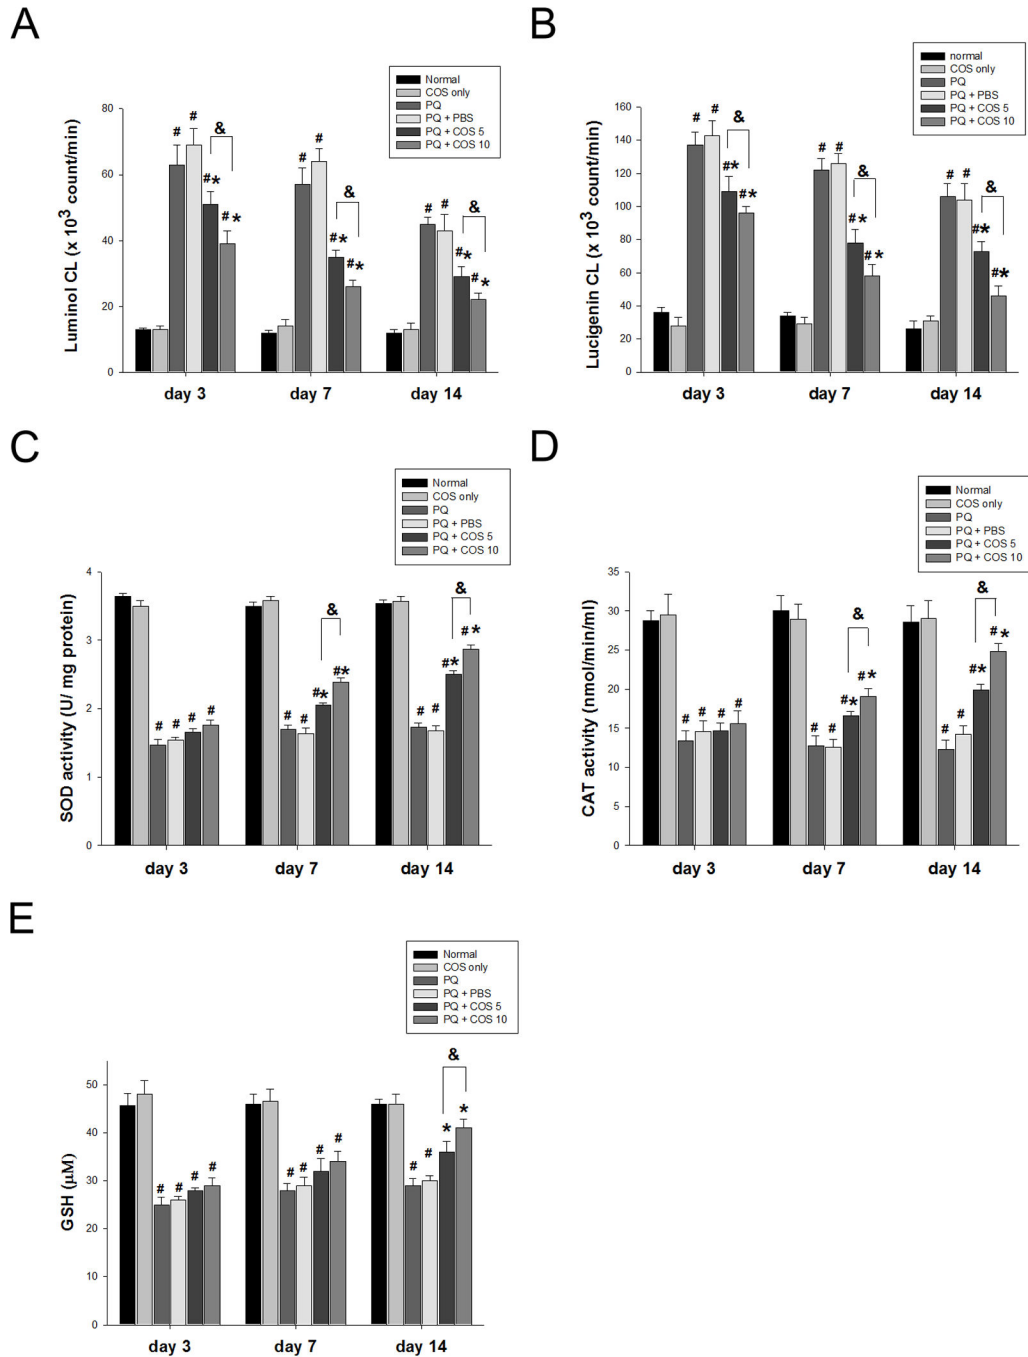 A
Normal
COS only
PQ
PQ + PBS
PQ + COS 5
PQ + COS 10
Luminol CL (x 10³ count/min)
80
60
40
20
0
# # #* #* &
# # #* #* &
# # #* #* &
day 3 day 7 day 14
B
normal
COS only
PQ
PQ + PBS
PQ + COS 5
PQ + COS 10
Lucigenin CL (x 10³ count/min)
160
140
120
100
80
60
40
20
0
# # #* #* &
# # #* #* &
# # #* #* &
day 3 day 7 day 14
C
Normal
COS only
PQ
PQ + PBS
PQ + COS 5
PQ + COS 10
SOD activity (U/ mg protein)
4
3
2
1
0
# # # #
# # #* #* &
# # #* #* &
day 3 day 7 day 14
D
Normal
COS only
PQ
PQ + PBS
PQ + COS 5
PQ + COS 10
CAT activity (nmol/min/ml)
35
30
25
20
15
10
5
0
# # # #
# # #* #* &
# # #* #* &
day 3 day 7 day 14
E
Normal
COS only
PQ
PQ + PBS
PQ + COS 5
PQ + COS 10
GSH (μM)
50
40
30
20
10
0
# # # #
# # # #
# # * * &
day 3 day 7 day 14